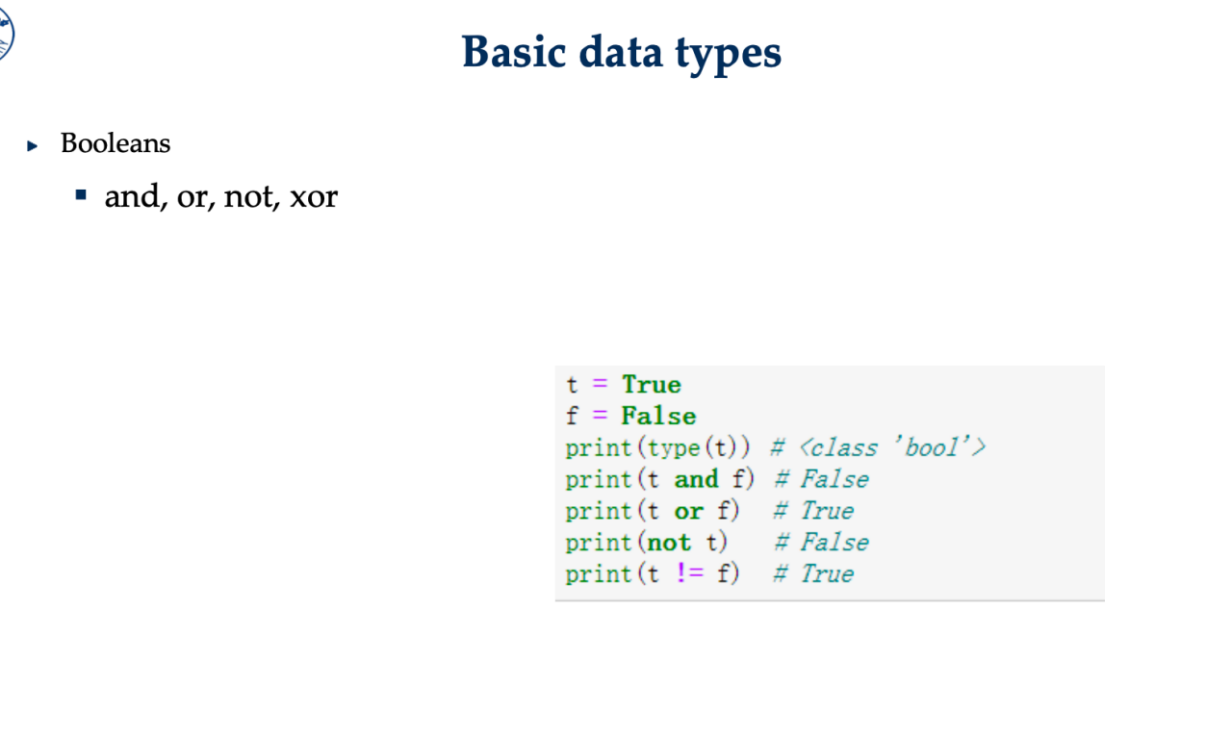 Basic data types
▸ Booleans
▪ and, or, not, xor
t = True
f = False
print(type(t)) # <class 'bool'>
print(t and f) # False
print(t or f)  # True
print(not t)   # False
print(t != f)  # True